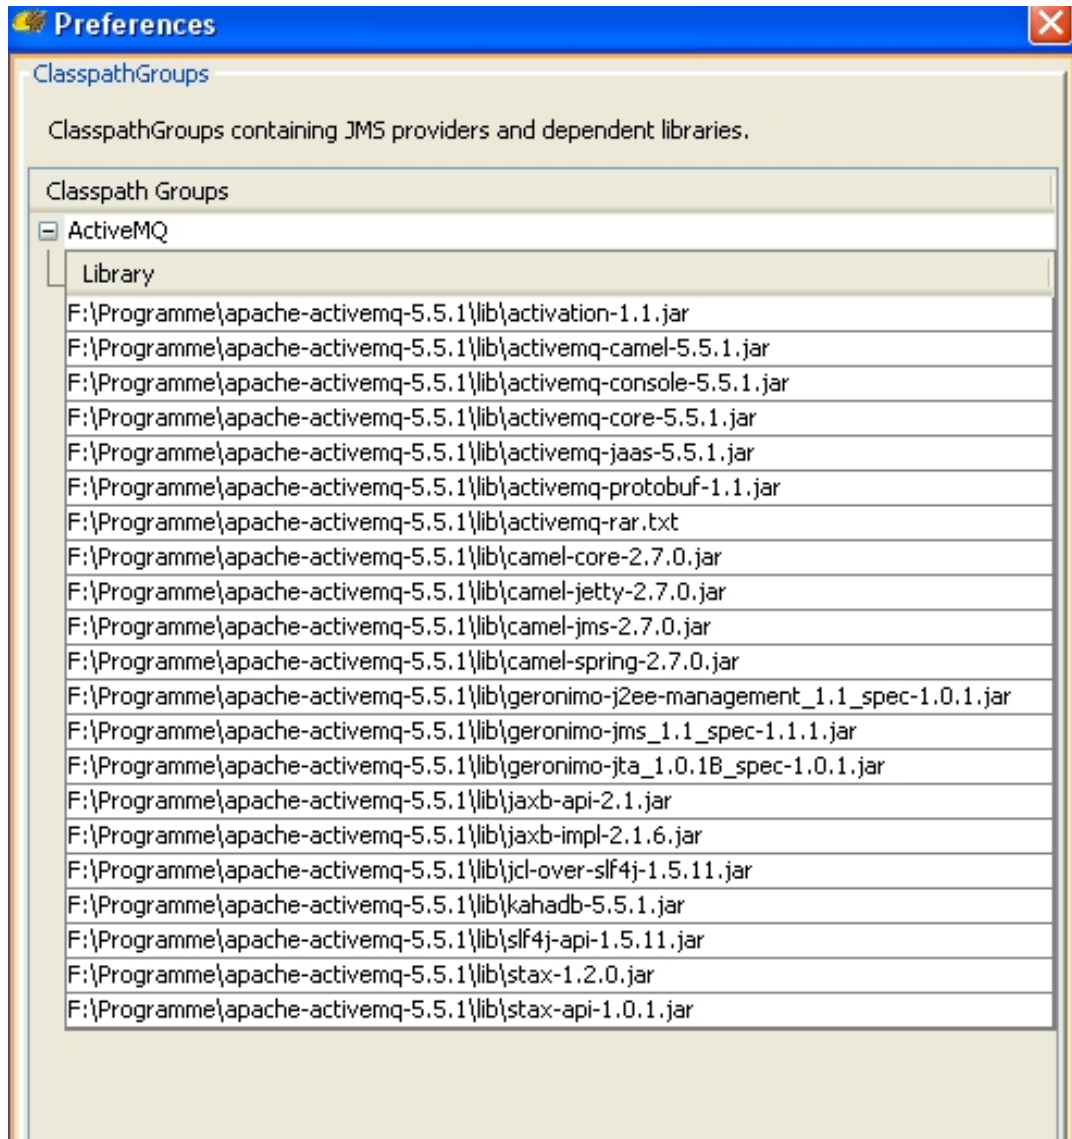 Preferences
ClasspathGroups
ClasspathGroups containing JMS providers and dependent libraries.
Classpath Groups
ActiveMQ
Library
F:\Programme\apache-activemq-5.5.1\lib\activation-1.1.jar
F:\Programme\apache-activemq-5.5.1\lib\activemq-camel-5.5.1.jar
F:\Programme\apache-activemq-5.5.1\lib\activemq-console-5.5.1.jar
F:\Programme\apache-activemq-5.5.1\lib\activemq-core-5.5.1.jar
F:\Programme\apache-activemq-5.5.1\lib\activemq-jaas-5.5.1.jar
F:\Programme\apache-activemq-5.5.1\lib\activemq-protobuf-1.1.jar
F:\Programme\apache-activemq-5.5.1\lib\activemq-rar.txt
F:\Programme\apache-activemq-5.5.1\lib\camel-core-2.7.0.jar
F:\Programme\apache-activemq-5.5.1\lib\camel-jetty-2.7.0.jar
F:\Programme\apache-activemq-5.5.1\lib\camel-jms-2.7.0.jar
F:\Programme\apache-activemq-5.5.1\lib\camel-spring-2.7.0.jar
F:\Programme\apache-activemq-5.5.1\lib\geronimo-j2ee-management_1.1_spec-1.0.1.jar
F:\Programme\apache-activemq-5.5.1\lib\geronimo-jms_1.1_spec-1.1.1.jar
F:\Programme\apache-activemq-5.5.1\lib\geronimo-jta_1.0.1B_spec-1.0.1.jar
F:\Programme\apache-activemq-5.5.1\lib\jaxb-api-2.1.jar
F:\Programme\apache-activemq-5.5.1\lib\jaxb-impl-2.1.6.jar
F:\Programme\apache-activemq-5.5.1\lib\jcl-over-slf4j-1.5.11.jar
F:\Programme\apache-activemq-5.5.1\lib\kahadb-5.5.1.jar
F:\Programme\apache-activemq-5.5.1\lib\slf4j-api-1.5.11.jar
F:\Programme\apache-activemq-5.5.1\lib\stax-1.2.0.jar
F:\Programme\apache-activemq-5.5.1\lib\stax-api-1.0.1.jar